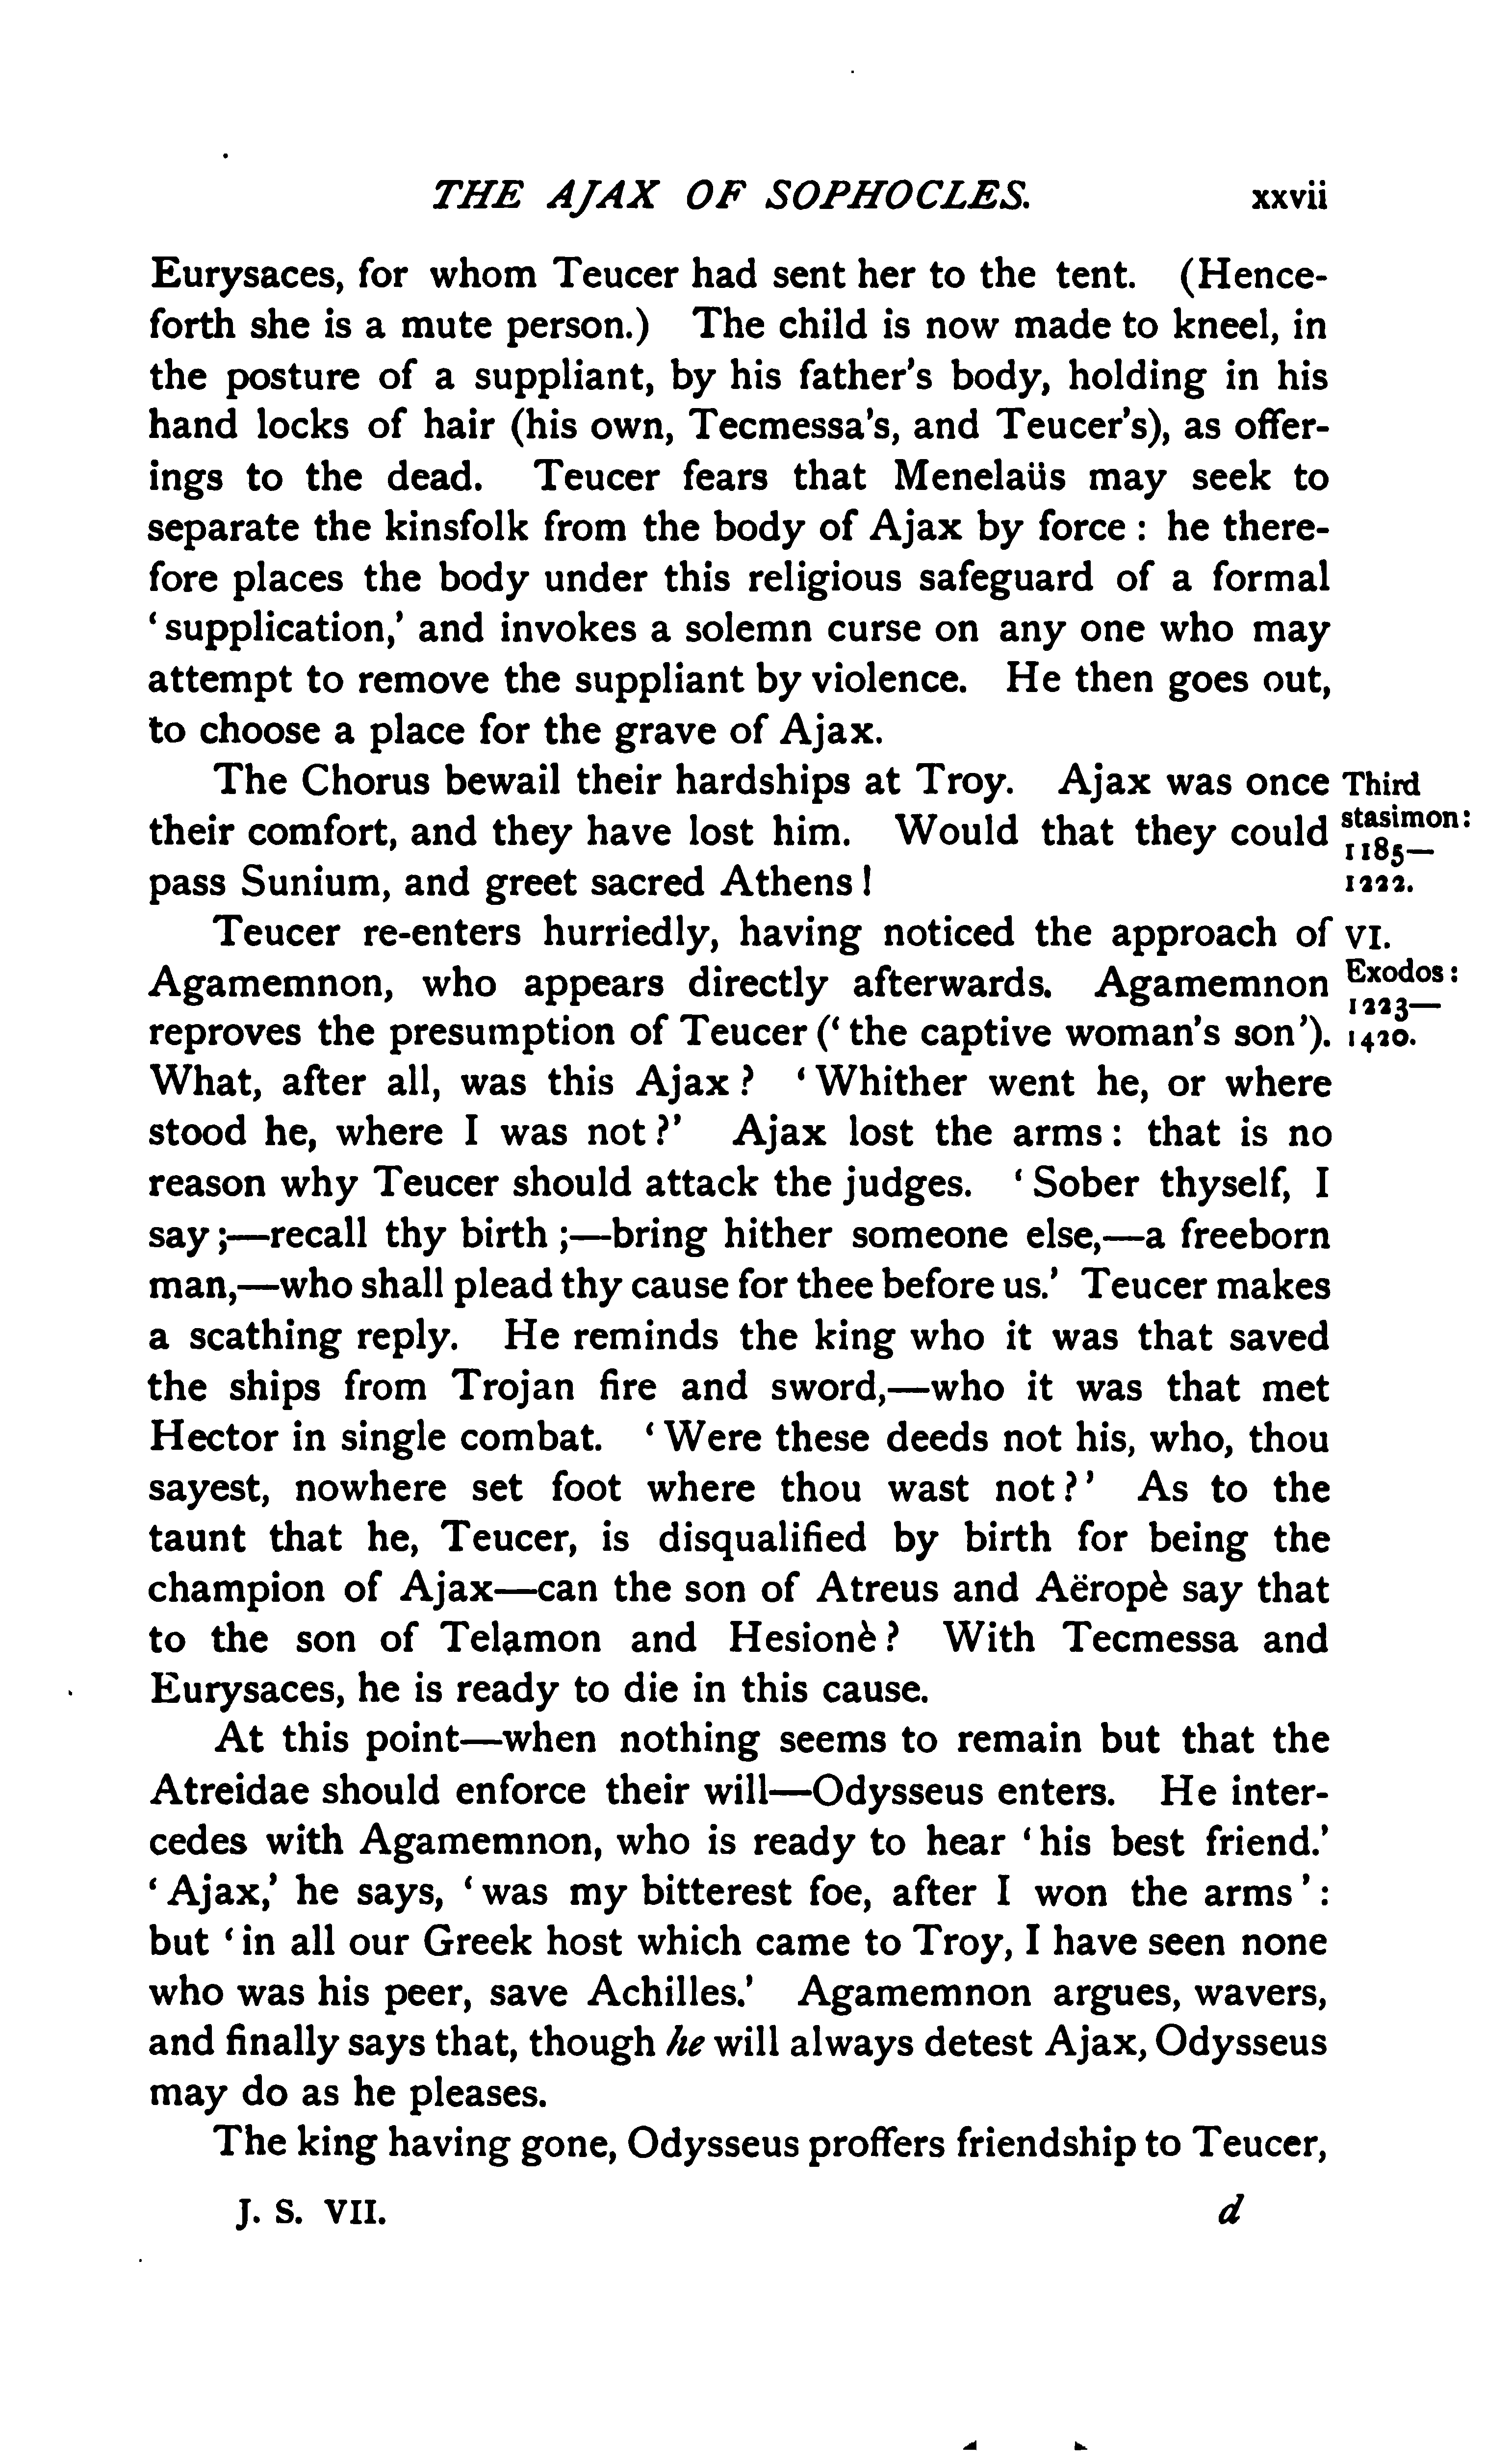 THE AJAX OF SOPHOCLES. xxvii
Eurysaces, for whom Teucer had sent her to the tent. (Hence-
forth she is a mute person.) The child is now made to kneel, in
the posture of a suppliant, by his father's body, holding in his
hand locks of hair (his own, Tecmessa's, and Teucer's), as offer-
ings to the dead. Teucer fears that Menelaüs may seek to
separate the kinsfolk from the body of Ajax by force : he there-
fore places the body under this religious safeguard of a formal
‘supplication,’ and invokes a solemn curse on any one who may
attempt to remove the suppliant by violence. He then goes out,
to choose a place for the grave of Ajax.
The Chorus bewail their hardships at Troy. Ajax was once
their comfort, and they have lost him. Would that they could
pass Sunium, and greet sacred Athens!
Third
stasimon:
1185—
1222.
Teucer re-enters hurriedly, having noticed the approach of
Agamemnon, who appears directly afterwards. Agamemnon
reproves the presumption of Teucer (‘the captive woman's son’).
VI.
Exodos:
1223—
1420.
What, after all, was this Ajax? ‘Whither went he, or where
stood he, where I was not?’ Ajax lost the arms: that is no
reason why Teucer should attack the judges. ‘Sober thyself, I
say;—recall thy birth;—bring hither someone else,—a freeborn
man,—who shall plead thy cause for thee before us.’ Teucer makes
a scathing reply. He reminds the king who it was that saved
the ships from Trojan fire and sword,—who it was that met
Hector in single combat. ‘Were these deeds not his, who, thou
sayest, nowhere set foot where thou wast not?’ As to the
taunt that he, Teucer, is disqualified by birth for being the
champion of Ajax—can the son of Atreus and Aëropè say that
to the son of Telamon and Hesionè? With Tecmessa and
Eurysaces, he is ready to die in this cause.
At this point—when nothing seems to remain but that the
Atreidae should enforce their will—Odysseus enters. He inter-
cedes with Agamemnon, who is ready to hear ‘his best friend.’
‘Ajax,’ he says, ‘was my bitterest foe, after I won the arms’:
but ‘in all our Greek host which came to Troy, I have seen none
who was his peer, save Achilles.’ Agamemnon argues, wavers,
and finally says that, though he will always detest Ajax, Odysseus
may do as he pleases.
The king having gone, Odysseus proffers friendship to Teucer,
J. S. VII. d